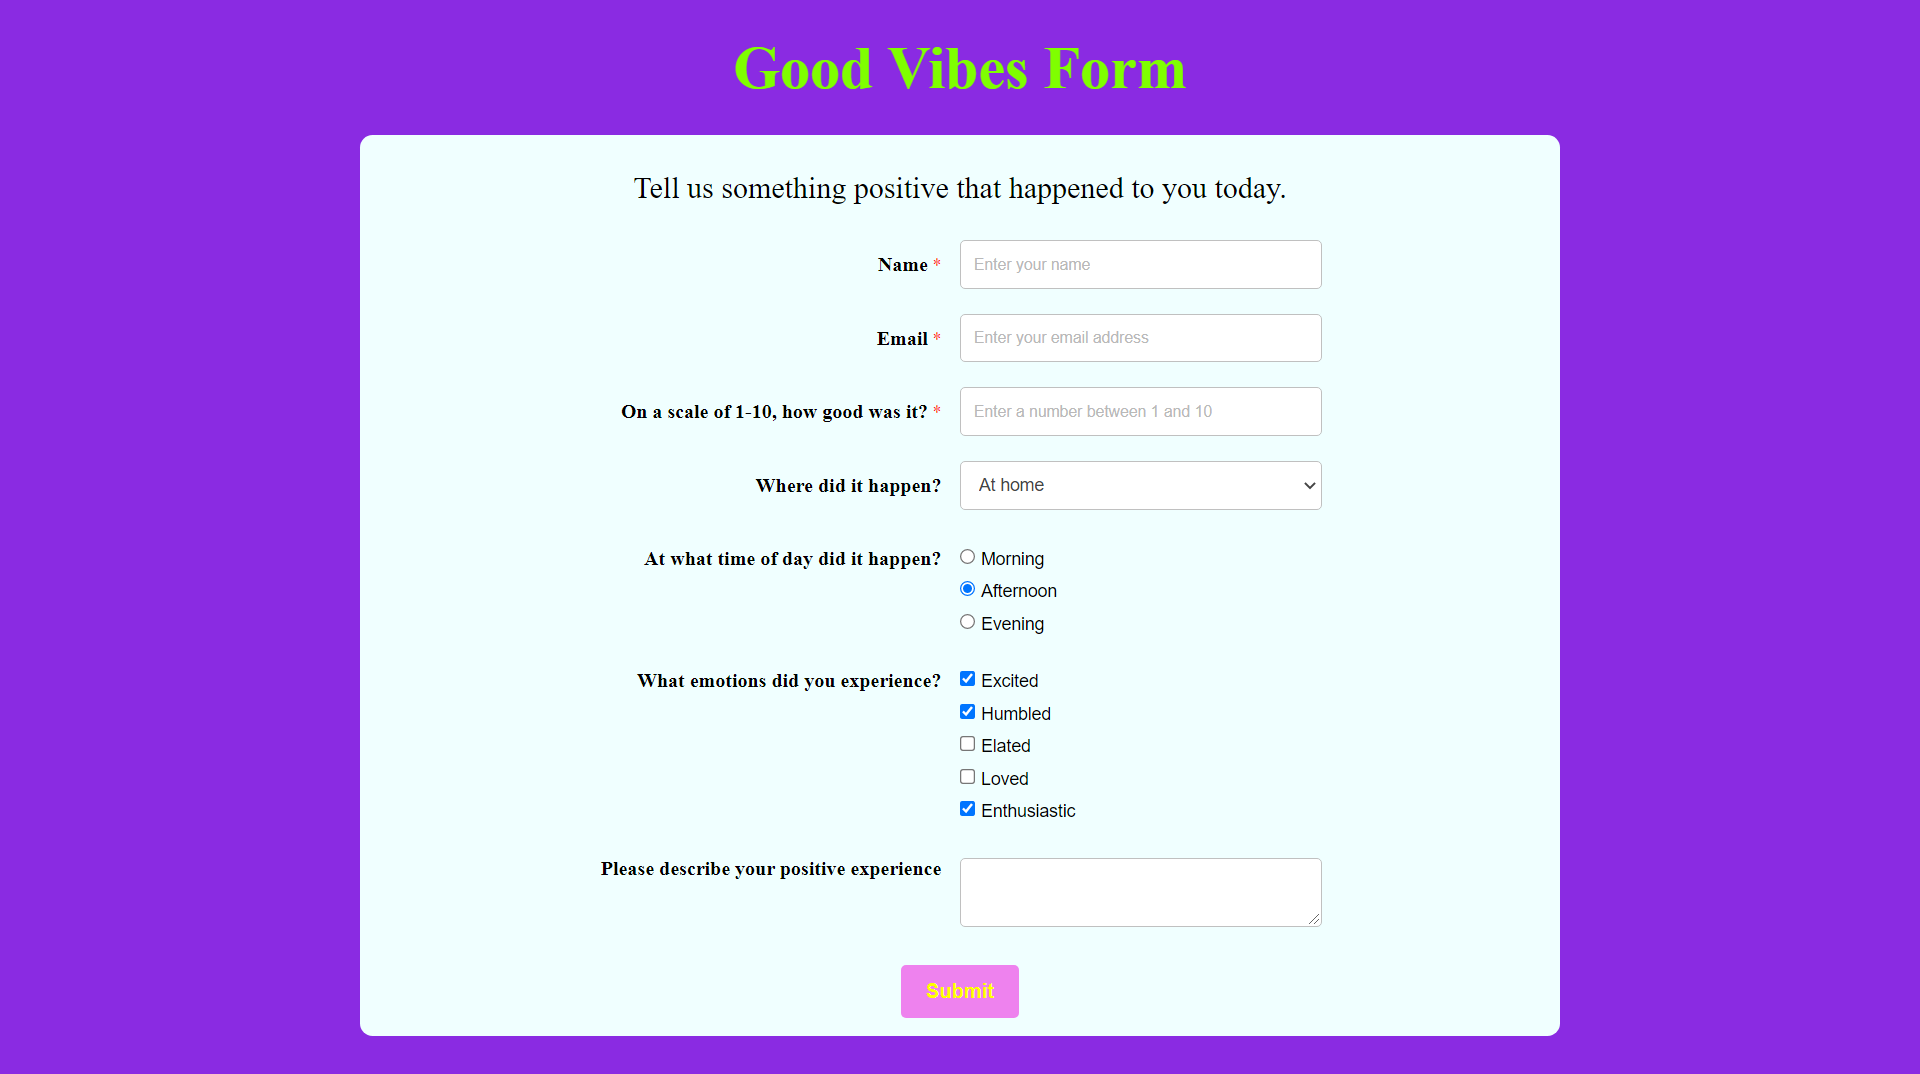 Good Vibes Form
Tell us something positive that happened to you today.
Name *
Enter your name
Email *
Enter your email address
On a scale of 1-10, how good was it? *
Enter a number between 1 and 10
Where did it happen?
At home
At what time of day did it happen?
Morning
Afternoon
Evening
What emotions did you experience?
Excited
Humbled
Elated
Loved
Enthusiastic
Please describe your positive experience
Submit